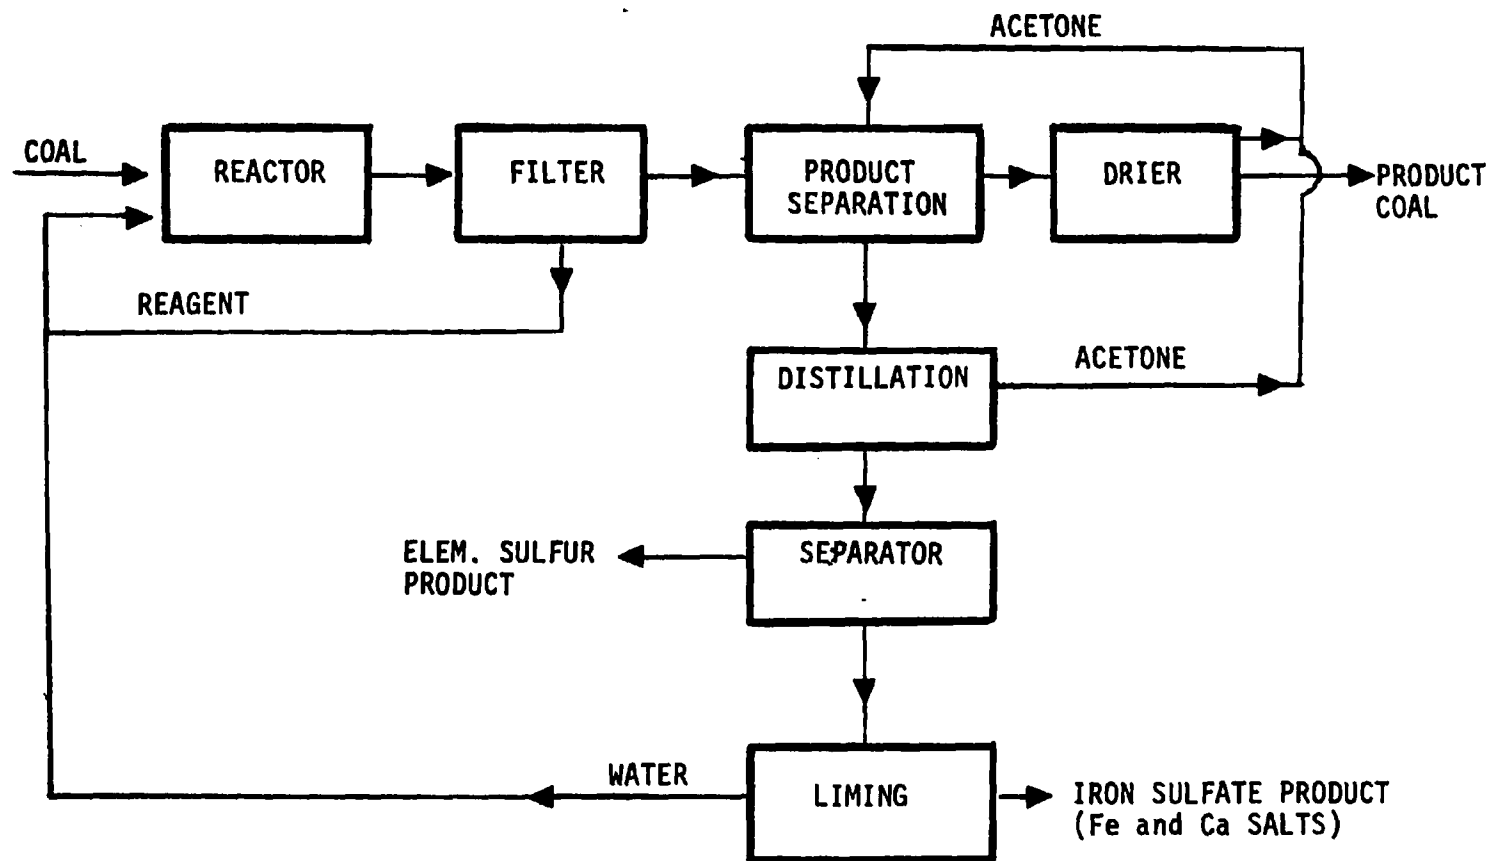 ACETONE
COAL
REACTOR
FILTER
PRODUCT
SEPARATION
DRIER
PRODUCT
COAL
REAGENT
DISTILLATION
ACETONE
ELEM. SULFUR
PRODUCT
SEPARATOR
WATER
LIMING
IRON SULFATE PRODUCT
(Fe and Ca SALTS)